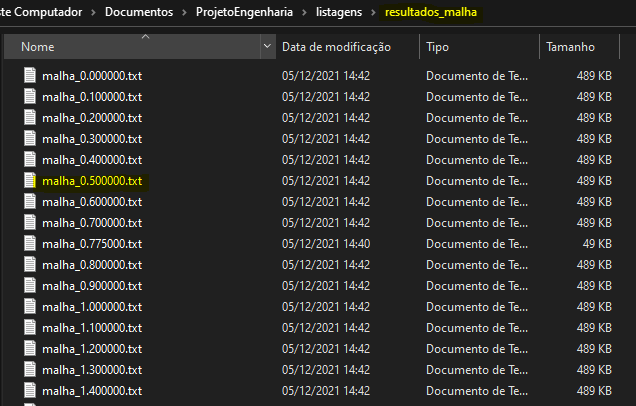 ste Computador > Documentos > ProjetoEngenharia > listagens > resultados_malha
Nome Data de modificação Tipo Tamanho
malha_0.000000.txt 05/12/2021 14:42 Documento de Te... 489 KB
malha_0.100000.txt 05/12/2021 14:42 Documento de Te... 489 KB
malha_0.200000.txt 05/12/2021 14:42 Documento de Te... 489 KB
malha_0.300000.txt 05/12/2021 14:42 Documento de Te... 489 KB
malha_0.400000.txt 05/12/2021 14:42 Documento de Te... 489 KB
malha_0.500000.txt 05/12/2021 14:42 Documento de Te... 489 KB
malha_0.600000.txt 05/12/2021 14:42 Documento de Te... 489 KB
malha_0.700000.txt 05/12/2021 14:42 Documento de Te... 489 KB
malha_0.775000.txt 05/12/2021 14:40 Documento de Te... 49 KB
malha_0.800000.txt 05/12/2021 14:42 Documento de Te... 489 KB
malha_0.900000.txt 05/12/2021 14:42 Documento de Te... 489 KB
malha_1.000000.txt 05/12/2021 14:42 Documento de Te... 489 KB
malha_1.100000.txt 05/12/2021 14:42 Documento de Te... 489 KB
malha_1.200000.txt 05/12/2021 14:42 Documento de Te... 489 KB
malha_1.300000.txt 05/12/2021 14:42 Documento de Te... 489 KB
malha_1.400000.txt 05/12/2021 14:42 Documento de Te... 489 KB